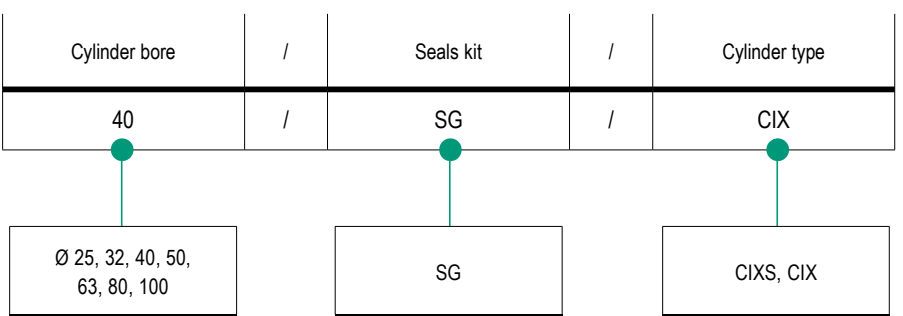 Cylinder bore / Seals kit / Cylinder type
40 / SG / CIX
Ø 25, 32, 40, 50,
63, 80, 100
SG
CIXS, CIX